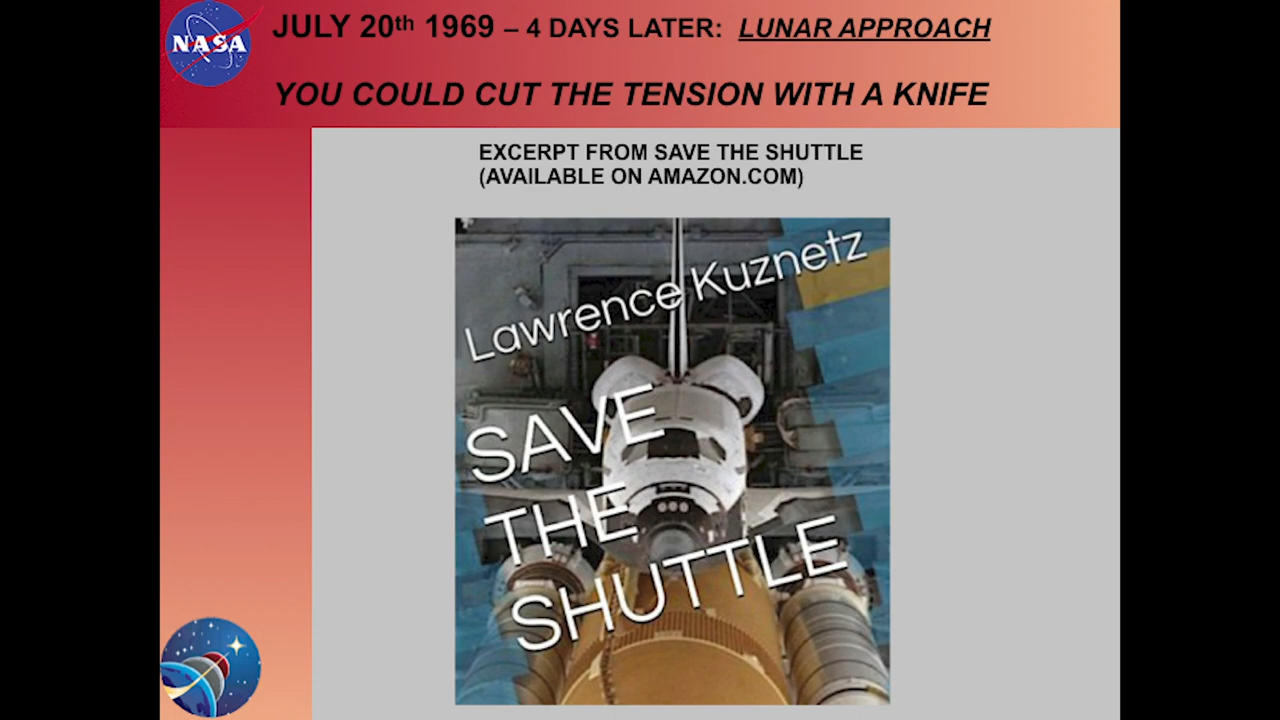 NASA
JULY 20th 1969 – 4 DAYS LATER: LUNAR APPROACH
YOU COULD CUT THE TENSION WITH A KNIFE
EXCERPT FROM SAVE THE SHUTTLE
(AVAILABLE ON AMAZON.COM)
Lawrence Kuznetz
SAVE
THE
SHUTTLE